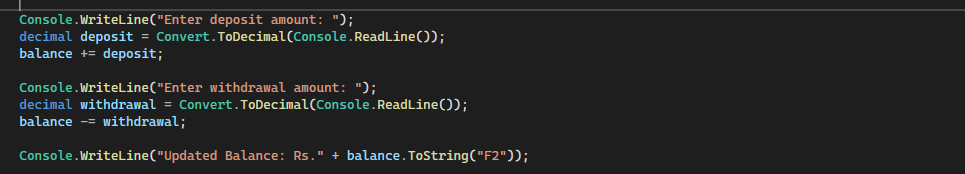 Console.WriteLine("Enter deposit amount: ");
decimal deposit = Convert.ToDecimal(Console.ReadLine());
balance += deposit;
Console.WriteLine("Enter withdrawal amount: ");
decimal withdrawal = Convert.ToDecimal(Console.ReadLine());
balance -= withdrawal;
Console.WriteLine("Updated Balance: Rs." + balance.ToString("F2"));